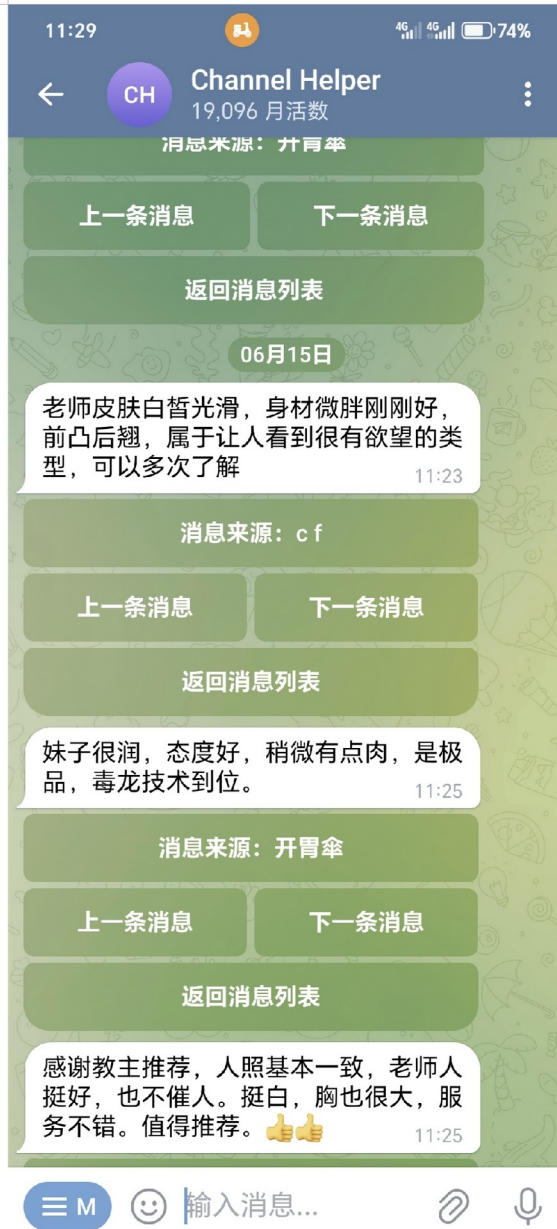 11:29
4G 4G 74%
CH
Channel Helper
19,096 月活数
消息来源：开胃傘
上一条消息
下一条消息
返回消息列表
06月15日
老师皮肤白皙光滑，身材微胖刚刚好，
前凸后翘，属于让人看到很有欲望的类
型，可以多次了解
11:23
消息来源：c f
上一条消息
下一条消息
返回消息列表
妹子很润，态度好，稍微有点肉，是极
品，毒龙技术到位。
11:25
消息来源：开胃傘
上一条消息
下一条消息
返回消息列表
感谢教主推荐，人照基本一致，老师人
挺好，也不催人。挺白，胸也很大，服
务不错。值得推荐。👍👍
11:25
M
输入消息...